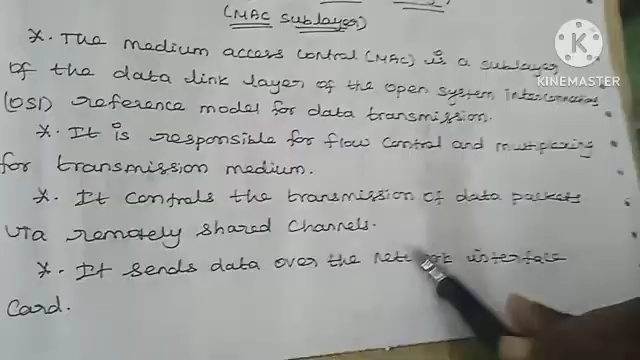 (MAC Sublayer)
*. The medium access control (MAC) is a sublayer
of the data link layer of the open system interconnections
(OSI) reference model for data transmission.
*. It is responsible for flow control and multiplexing
for transmission medium.
*. It controls the transmission of data packets
via remotely shared channels.
*. It sends data over the interface
card.
KINEMASTER